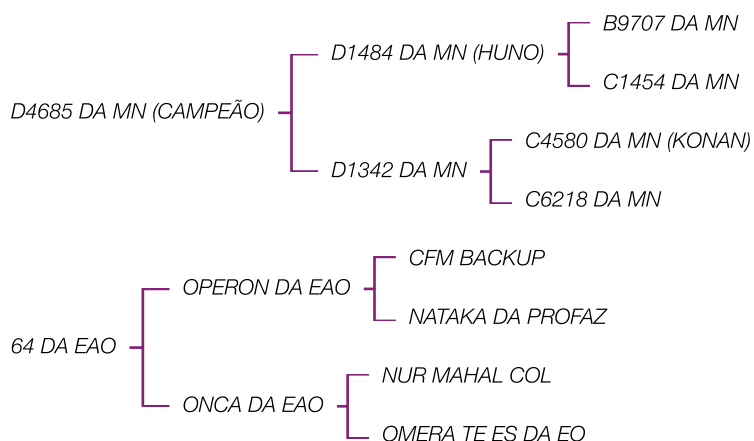 B9707 DA MN
D1484 DA MN (HUNO)
C1454 DA MN
D4685 DA MN (CAMPEÃO)
C4580 DA MN (KONAN)
D1342 DA MN
C6218 DA MN
CFM BACKUP
OPERON DA EAO
NATAKA DA PROFAZ
64 DA EAO
NUR MAHAL COL
ONCA DA EAO
OMERA TE ES DA EO